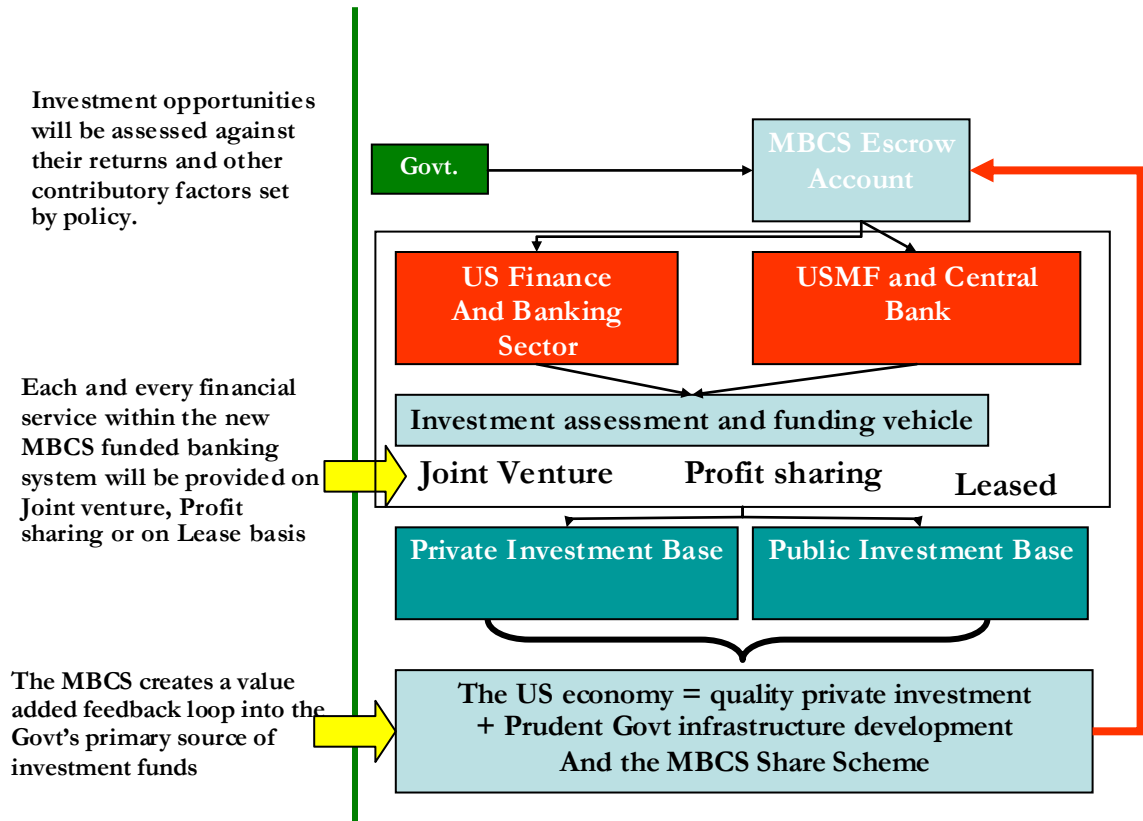 Investment opportunities
will be assessed against
their returns and other
contributory factors set
by policy.
Govt.
MBCS Escrow
Account
US Finance
And Banking
Sector
USMF and Central
Bank
Each and every financial
service within the new
MBCS funded banking
system will be provided on
Joint venture, Profit
sharing or on Lease basis
Investment assessment and funding vehicle
Joint Venture
Profit sharing
Leased
Private Investment Base
Public Investment Base
The MBCS creates a value
added feedback loop into the
Govt’s primary source of
investment funds
The US economy = quality private investment
+ Prudent Govt infrastructure development
And the MBCS Share Scheme